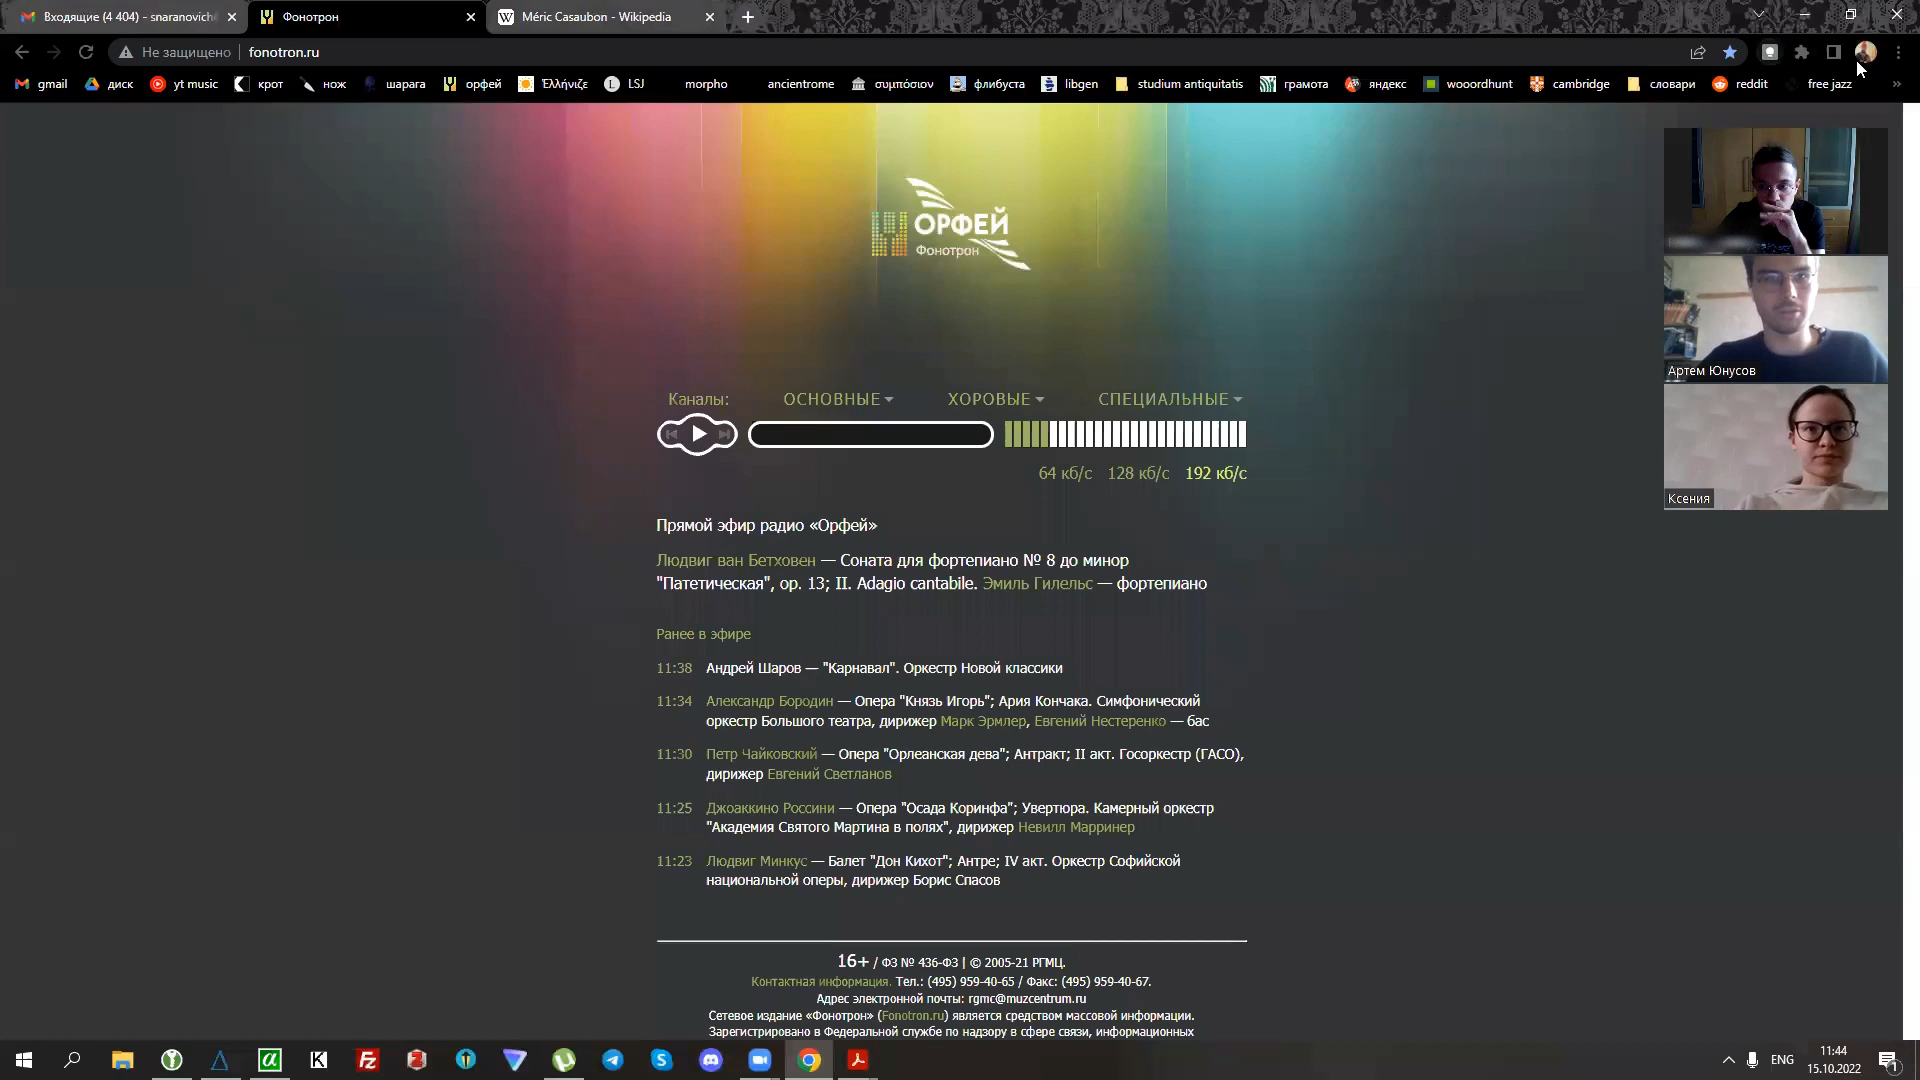 Входящие (4 404) - snaranovich
Фонотрон
Méric Casaubon - Wikipedia
Не защищено
fonotron.ru
gmail
диск
yt music
крот
нож
шарага
орфей
Ἑλλήνιζε
LSJ
morpho
ancientrome
συμπόσιον
флибуста
libgen
studium antiquitatis
грамота
яндекс
wooordhunt
cambridge
словари
reddit
free jazz
ОРФЕЙ
Фонотрон
Артем Юнусов
Ксения
Каналы: ОСНОВНЫЕ ХОРОВЫЕ СПЕЦИАЛЬНЫЕ
64 кб/с 128 кб/с 192 кб/с
Прямой эфир радио «Орфей»
Людвиг ван Бетховен — Соната для фортепиано № 8 до минор
"Патетическая", op. 13; II. Adagio cantabile. Эмиль Гилельс — фортепиано
Ранее в эфире
11:38 Андрей Шаров — "Карнавал". Оркестр Новой классики
11:34 Александр Бородин — Опера "Князь Игорь"; Ария Кончака. Симфонический
оркестр Большого театра, дирижер Марк Эрмлер, Евгений Нестеренко — бас
11:30 Петр Чайковский — Опера "Орлеанская дева"; Антракт; II акт. Госоркестр (ГАСО),
дирижер Евгений Светланов
11:25 Джоаккино Россини — Опера "Осада Коринфа"; Увертюра. Камерный оркестр
"Академия Святого Мартина в полях", дирижер Невилл Марринер
11:23 Людвиг Минкус — Балет "Дон Кихот"; Антре; IV акт. Оркестр Софийской
национальной оперы, дирижер Борис Спасов
16+ / ФЗ № 436-ФЗ | © 2005-21 РГМЦ.
Контактная информация. Тел.: (495) 959-40-65 / Факс: (495) 959-40-67.
Адрес электронной почты: rgmc@muzcentrum.ru
Сетевое издание «Фонотрон» (Fonotron.ru) является средством массовой информации.
Зарегистрировано в Федеральной службе по надзору в сфере связи, информационных
ENG
11:44
15.10.2022